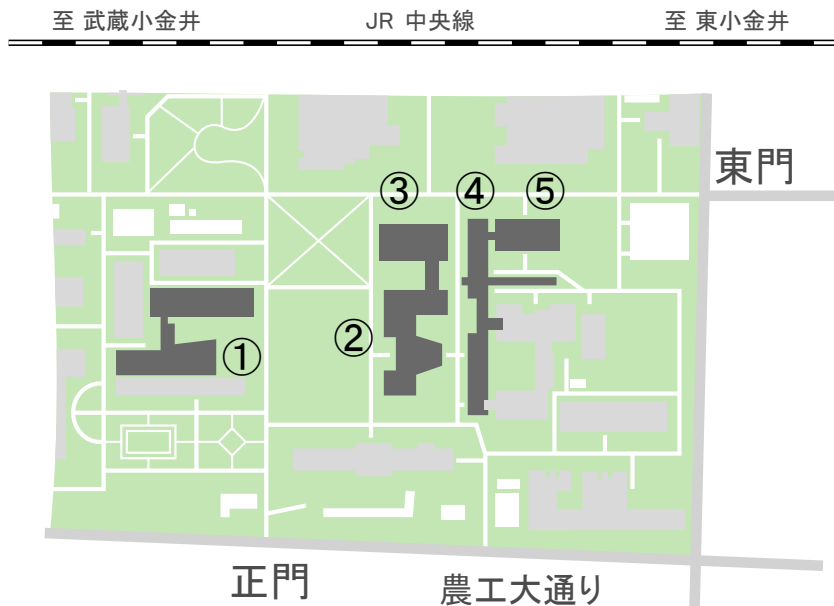 至 武蔵小金井
JR 中央線
至 東小金井
東門
③
④
⑤
②
①
正門
農工大通り